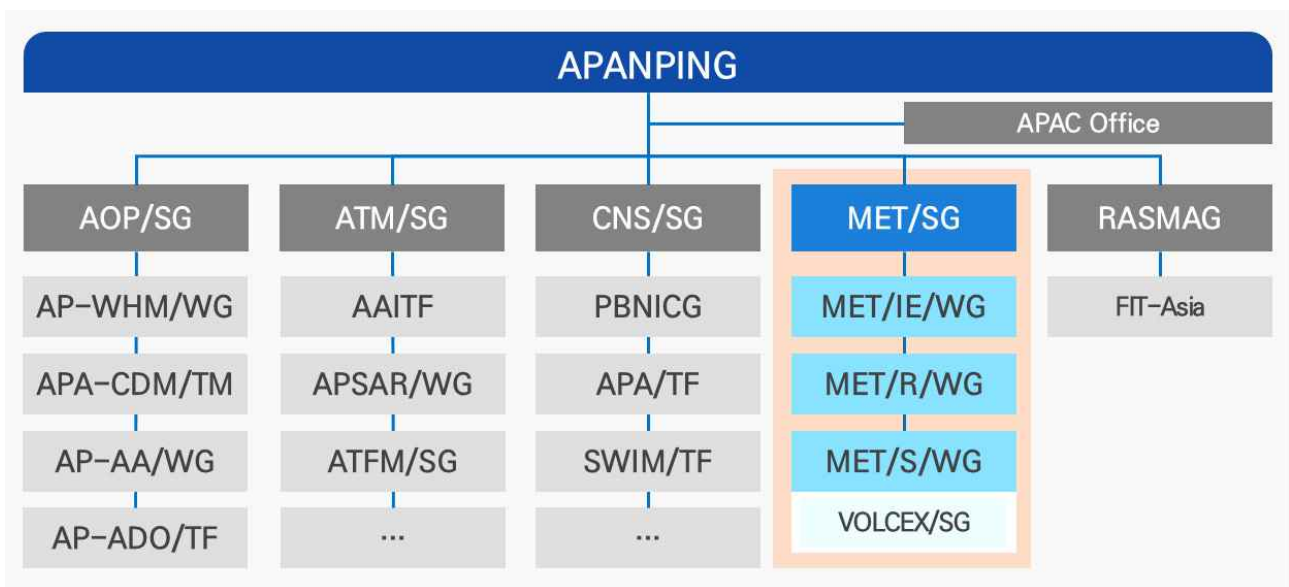 APANPING
APAC Office
AOP/SG ATM/SG CNS/SG MET/SG RASMAG
AP-WHM/WG AAITF PBNICG MET/IE/WG FIT-Asia
APA-CDM/TM APSAR/WG APA/TF MET/R/WG
AP-AA/WG ATFM/SG SWIM/TF MET/S/WG
AP-ADO/TF ... ... VOLCEX/SG